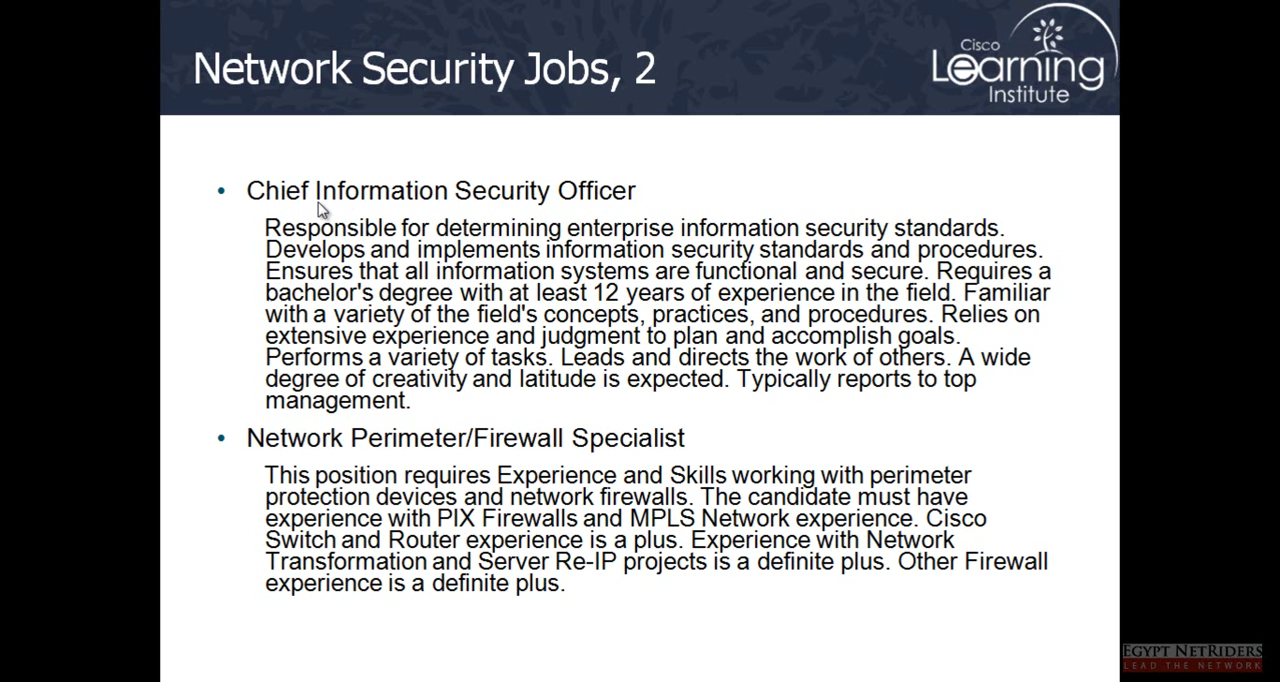 Network Security Jobs, 2
Cisco
Learning
Institute
• Chief Information Security Officer
Responsible for determining enterprise information security standards.
Develops and implements information security standards and procedures.
Ensures that all information systems are functional and secure. Requires a
bachelor's degree with at least 12 years of experience in the field. Familiar
with a variety of the field's concepts, practices, and procedures. Relies on
extensive experience and judgment to plan and accomplish goals.
Performs a variety of tasks. Leads and directs the work of others. A wide
degree of creativity and latitude is expected. Typically reports to top
management.
• Network Perimeter/Firewall Specialist
This position requires Experience and Skills working with perimeter
protection devices and network firewalls. The candidate must have
experience with PIX Firewalls and MPLS Network experience. Cisco
Switch and Router experience is a plus. Experience with Network
Transformation and Server Re-IP projects is a definite plus. Other Firewall
experience is a definite plus.
EGYPT NETRIDERS
LEAD THE NETWORK